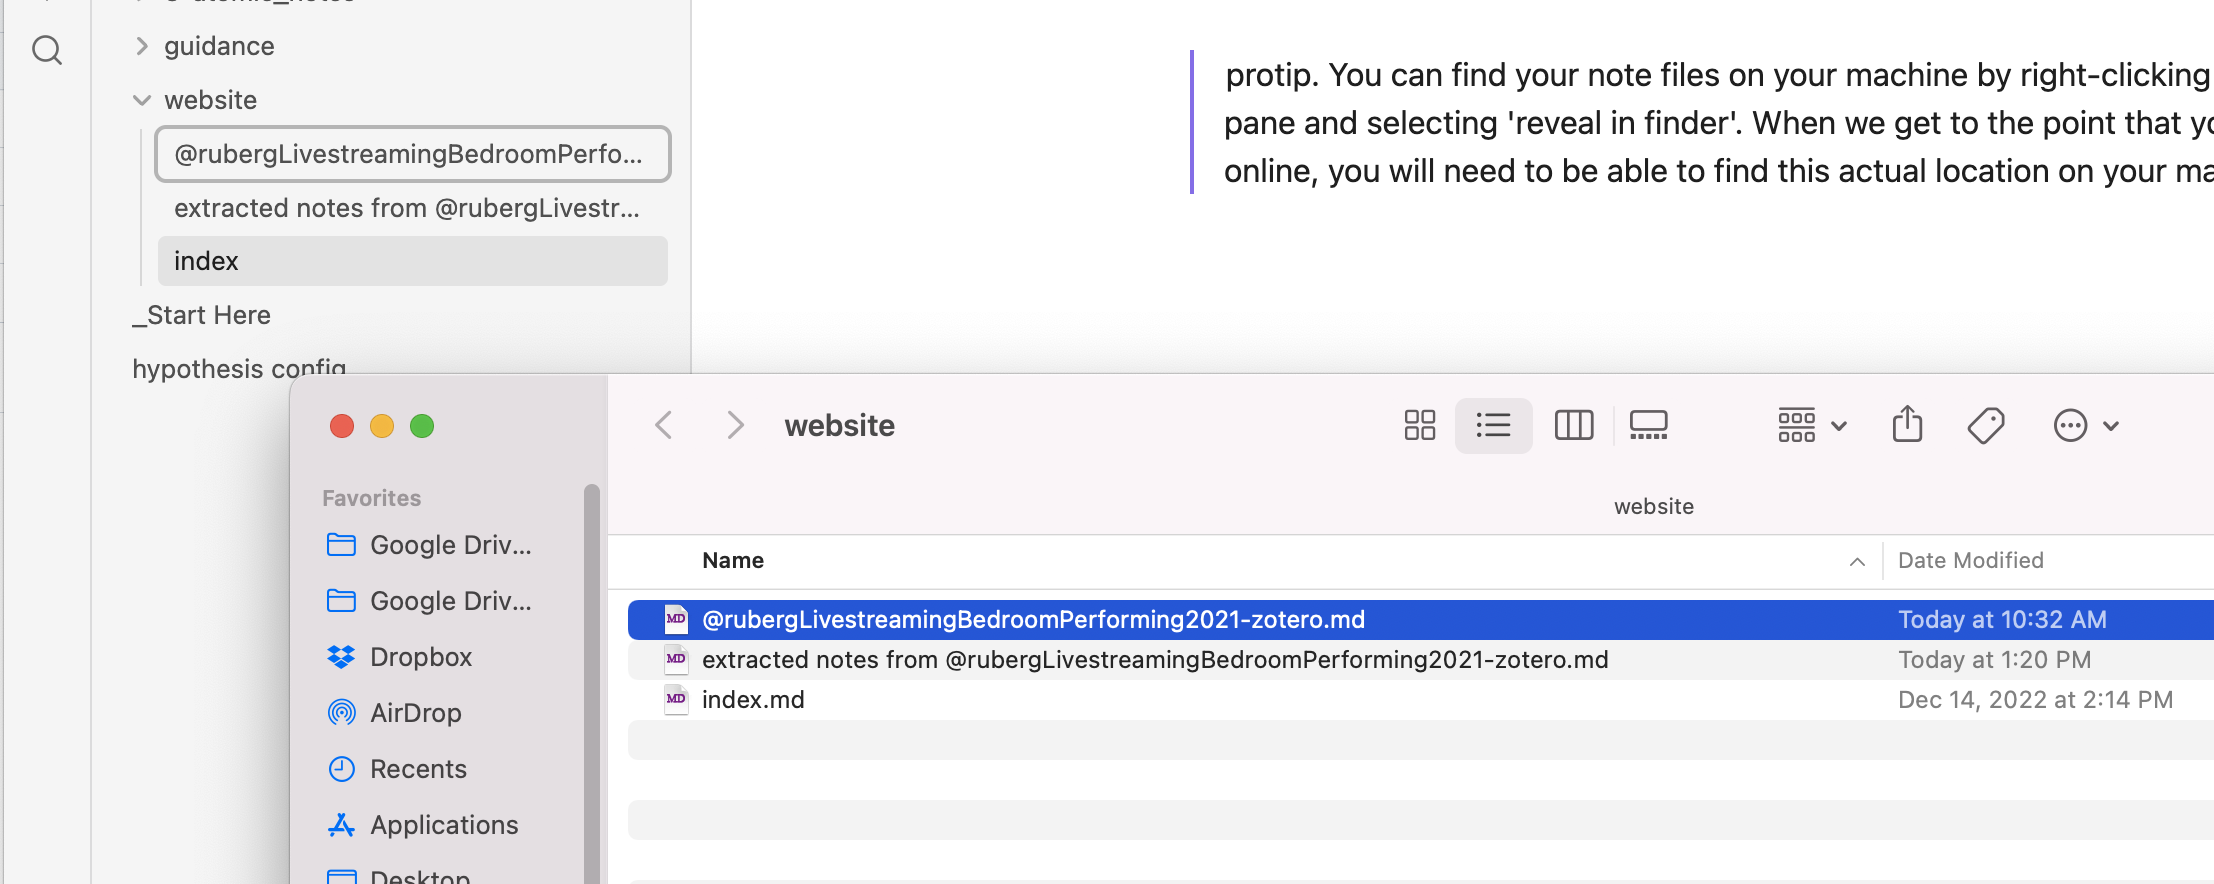 guidance
website
@rubergLivestreamingBedroomPerfo...
extracted notes from @rubergLivestr...
index
_Start Here
hypothesis config
protip. You can find your note files on your machine by right-clicking
pane and selecting 'reveal in finder'. When we get to the point that yo
online, you will need to be able to find this actual location on your ma
website
website
Favorites
Google Driv...
Google Driv...
Dropbox
AirDrop
Recents
Applications
Desktop
Name Date Modified
MD @rubergLivestreamingBedroomPerforming2021-zotero.md Today at 10:32 AM
MD extracted notes from @rubergLivestreamingBedroomPerforming2021-zotero.md Today at 1:20 PM
MD index.md Dec 14, 2022 at 2:14 PM